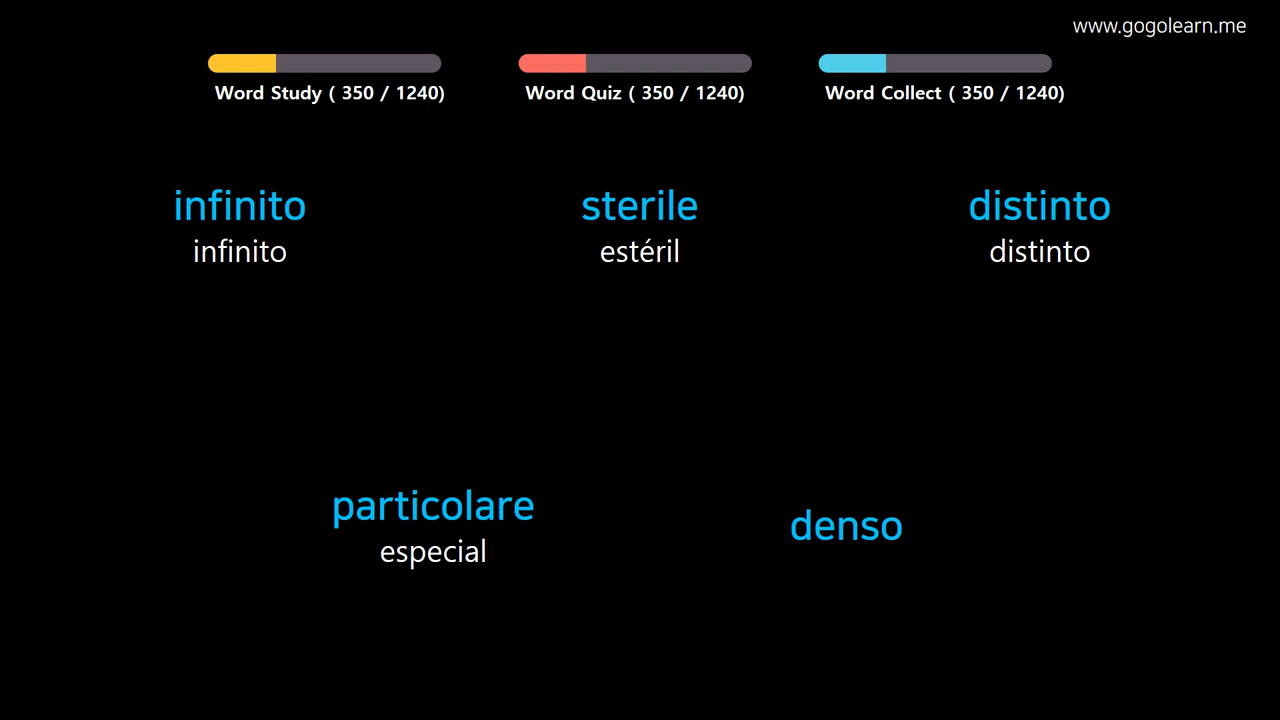 www.gogolearn.me
Word Study ( 350 / 1240)
Word Quiz ( 350 / 1240)
Word Collect ( 350 / 1240)
infinito
infinito
sterile
estéril
distinto
distinto
particolare
especial
denso